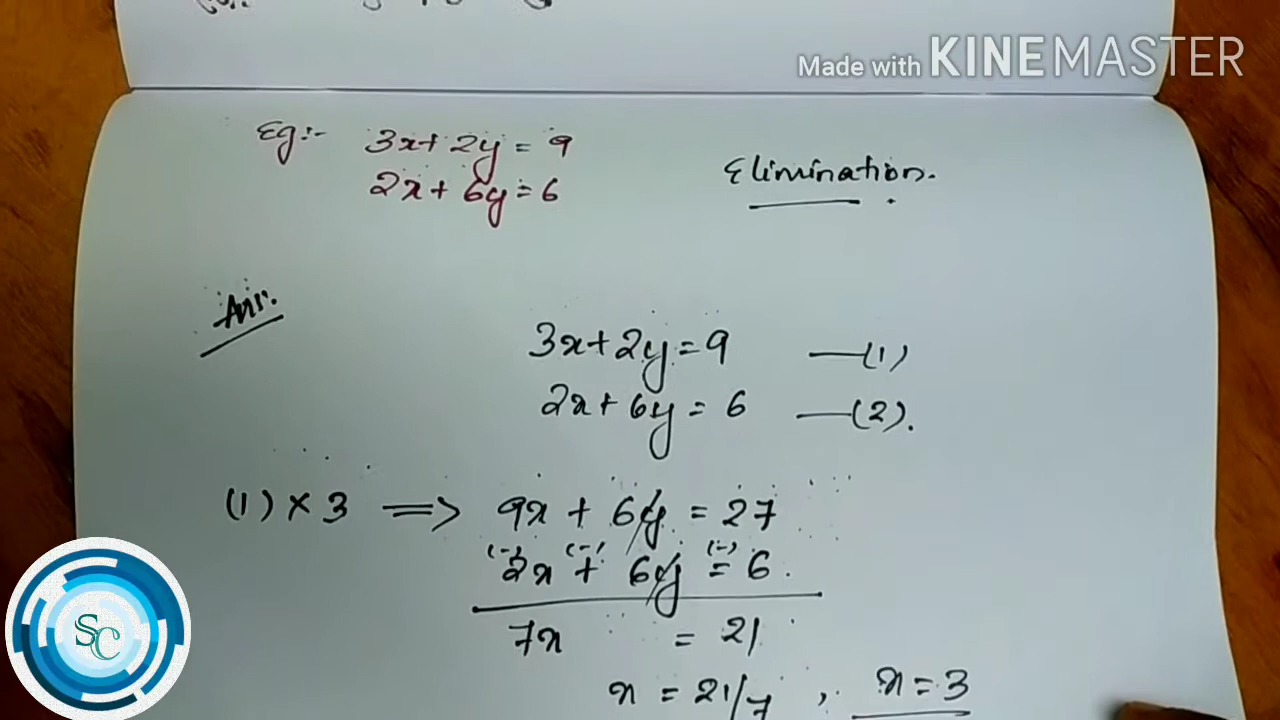 Made with KINEMASTER
Eg:- 3x+ 2y = 9
2x + 6y = 6
Elimination.
Ans:
3x+2y=9 —(1)
2x+6y = 6 —(2).
(1) × 3 ⟹ 9x + 6y = 27
(-) (-) (-)
2x + 6y = 6.
7x = 21
x = 21/7 , x = 3
SC